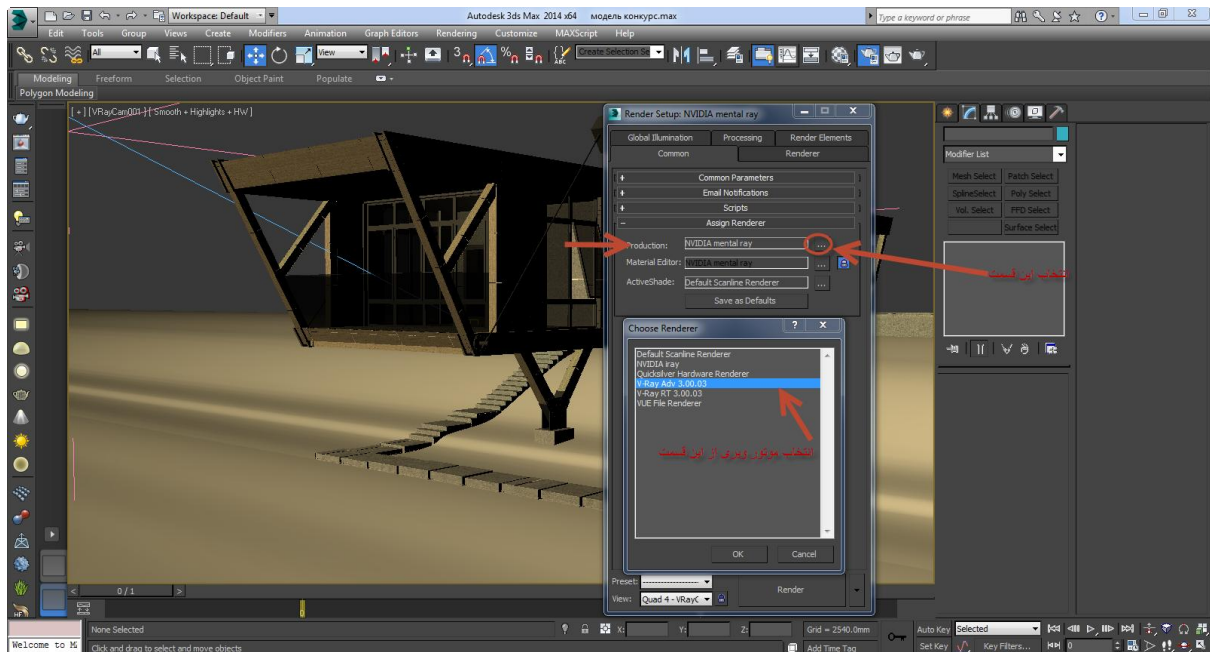 Workspace: Default
Autodesk 3ds Max 2014 x64 модель конкурс.max
Type a keyword or phrase
Edit Tools Group Views Create Modifiers Animation Graph Editors Rendering Customize MAXScript Help
All View Create Selection Se
Modeling Freeform Selection Object Paint Populate
Polygon Modeling
[ + ] [VRayCam001 ] [ Smooth + Highlights + HW ]
Render Setup: NVIDIA mental ray
Global Illumination Processing Render Elements
Common Renderer
Common Parameters
Email Notifications
Scripts
Assign Renderer
Production: NVIDIA mental ray ...
Material Editor: NVIDIA mental ray ...
ActiveShade: Default Scanline Renderer ...
Save as Defaults
انتخاب این قسمت
Choose Renderer ? X
Default Scanline Renderer
NVIDIA iray
Quicksilver Hardware Renderer
V-Ray Adv 3.00.03
V-Ray RT 3.00.03
VUE File Renderer
انتخاب موتور ویری از این قسمت
OK Cancel
Preset: --------------------
View: Quad 4 - VRayC
Render
Modifier List
Mesh Select Patch Select
SplineSelect Poly Select
Vol. Select FFD Select
Surface Select
< 0 / 1 >
0
HF
None Selected X: Y: Z: Grid = 2540.0mm Auto Key Selected
Welcome to M Click and drag to select and move objects Add Time Tag Set Key Key Filters... 0